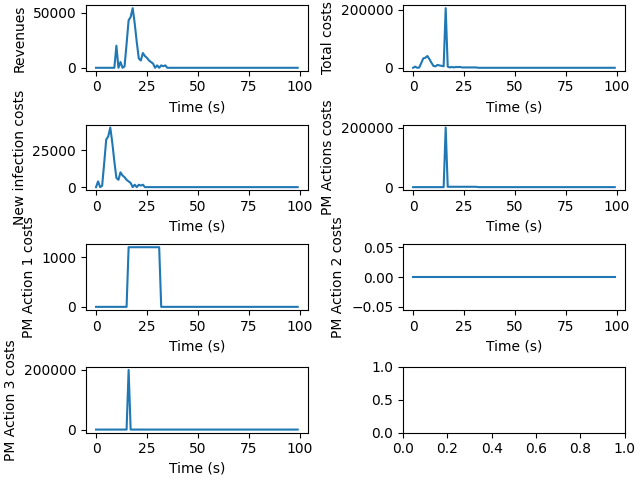 Revenues
50000
0
0 25 50 75 100
Time (s)
Total costs
200000
0
0 25 50 75 100
Time (s)
New infection costs
25000
0
0 25 50 75 100
Time (s)
PM Actions costs
200000
0
0 25 50 75 100
Time (s)
PM Action 1 costs
1000
0
0 25 50 75 100
Time (s)
PM Action 2 costs
0.05
0.00
−0.05
0 25 50 75 100
Time (s)
PM Action 3 costs
200000
0
0 25 50 75 100
Time (s)
1.0
0.5
0.0
0.0 0.2 0.4 0.6 0.8 1.0